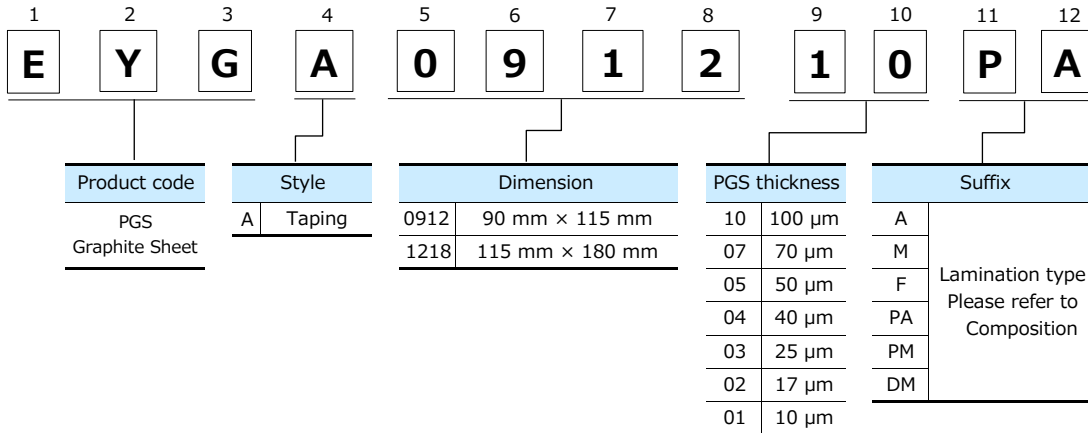 1 2 3 4 5 6 7 8 9 10 11 12
E Y G A 0 9 1 2 1 0 P A
Product code
PGS
Graphite Sheet
Style
A Taping
Dimension
0912 90 mm × 115 mm
1218 115 mm × 180 mm
PGS thickness
10 100 µm
07 70 µm
05 50 µm
04 40 µm
03 25 µm
02 17 µm
01 10 µm
Suffix
A
M
F
PA
PM
DM
Lamination type
Please refer to
Composition